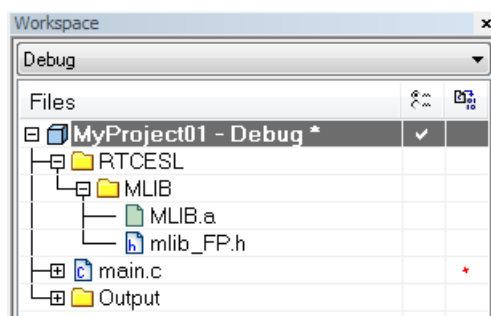 Workspace
x
Debug
Files
MyProject01 - Debug *
RTCESL
MLIB
MLIB.a
mlib_FP.h
main.c
Output